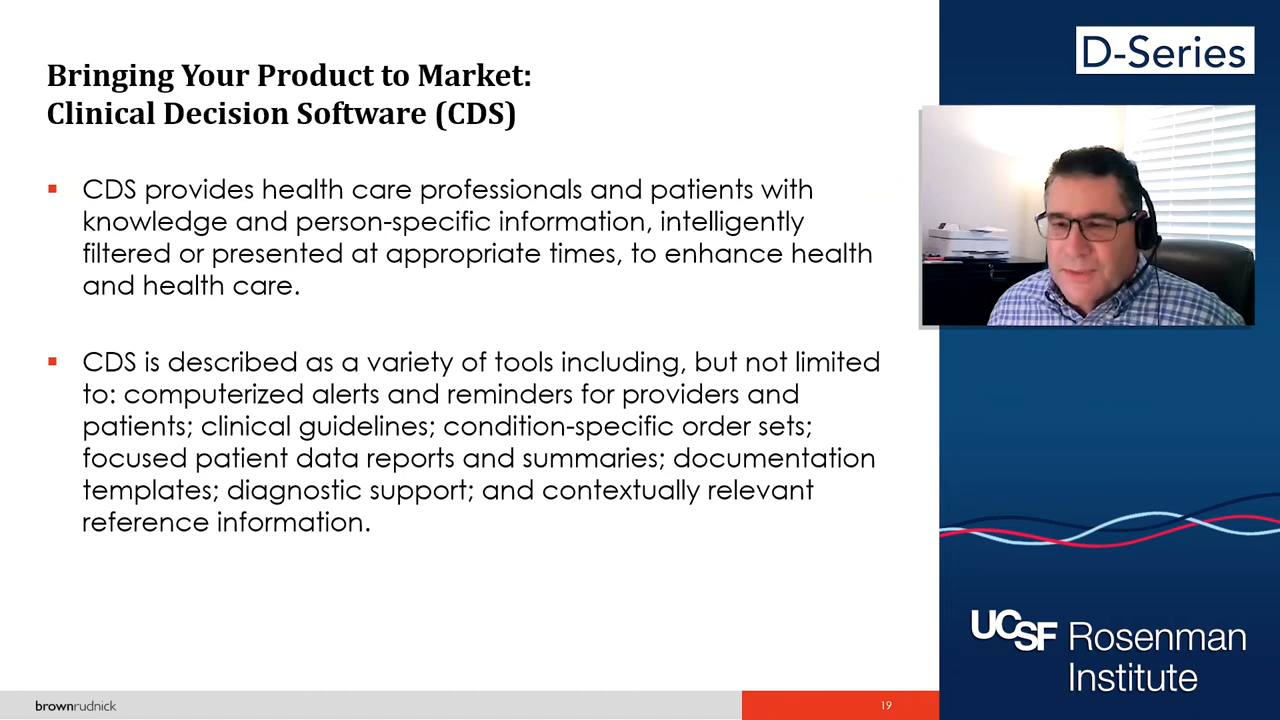 Bringing Your Product to Market:
Clinical Decision Software (CDS)
▪ CDS provides health care professionals and patients with
knowledge and person-specific information, intelligently
filtered or presented at appropriate times, to enhance health
and health care.
▪ CDS is described as a variety of tools including, but not limited
to: computerized alerts and reminders for providers and
patients; clinical guidelines; condition-specific order sets;
focused patient data reports and summaries; documentation
templates; diagnostic support; and contextually relevant
reference information.
brownrudnick
19
D-Series
UCSF Rosenman
Institute